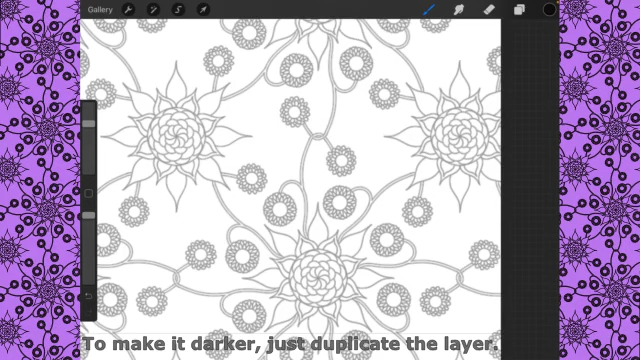 Gallery
To make it darker, just duplicate the layer.